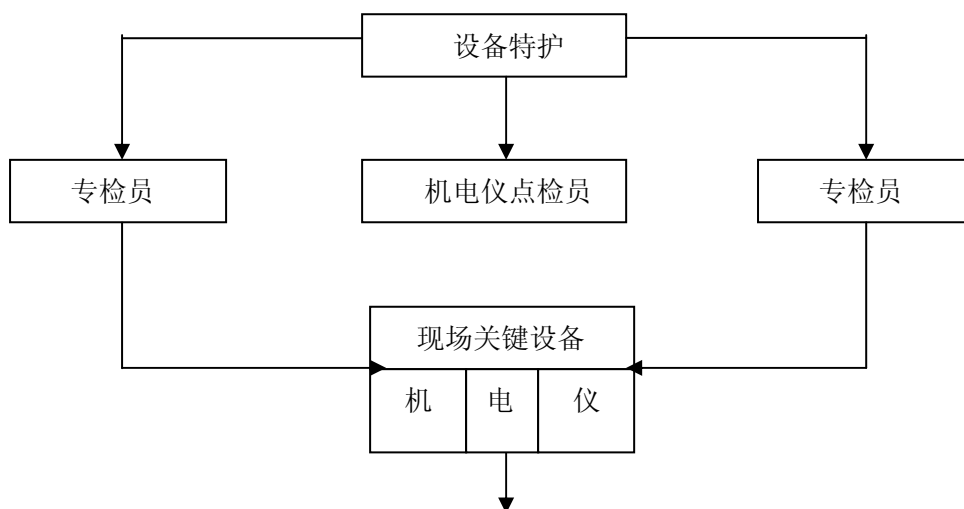 设备特护
专检员
机电仪点检员
专检员
现场关键设备
机
电
仪